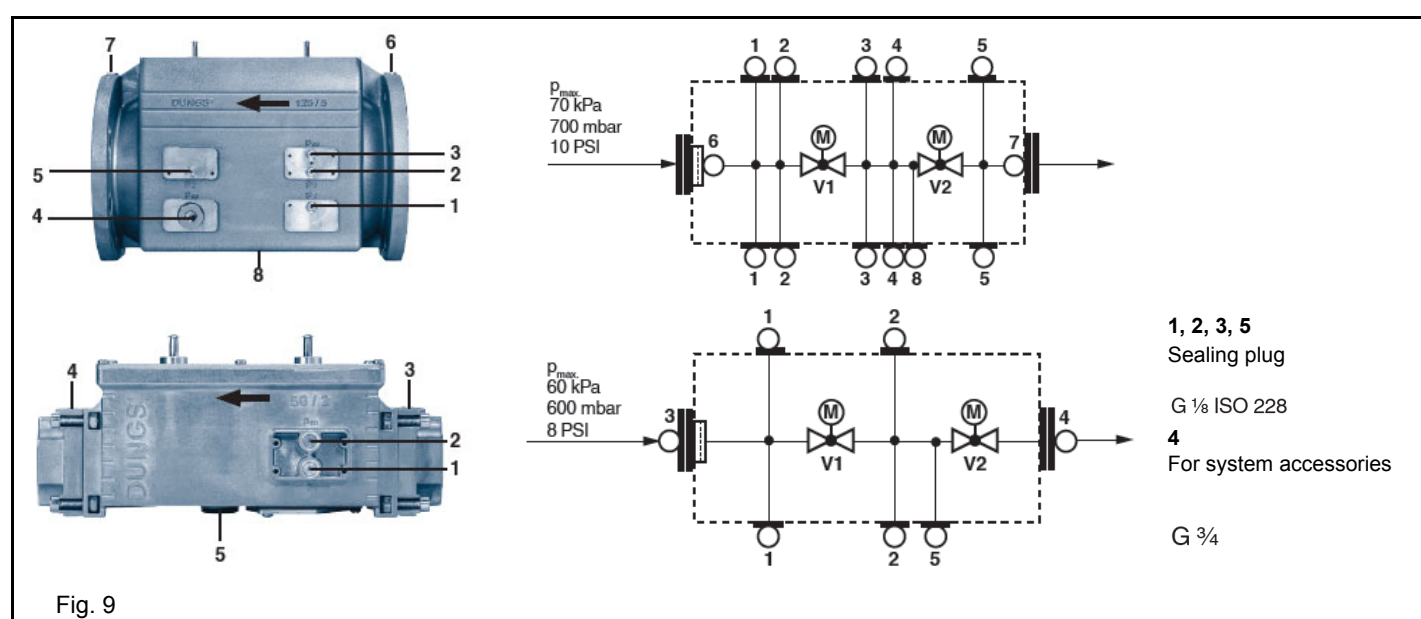 7
6
DUNGS
125 / 5
3
2
5
4
1
8
1 2 3 4 5
Pmax.
70 kPa
700 mbar
10 PSI
6
M
M
7
V1
V2
1 2 3 4 8 5
4
3
50 / 2
DUNGS
2
1
5
1 2
Pmax.
60 kPa
600 mbar
8 PSI
3
M
M
4
V1
V2
1 2 5
1, 2, 3, 5
Sealing plug
G ⅛ ISO 228
4
For system accessories
G ¾
Fig. 9